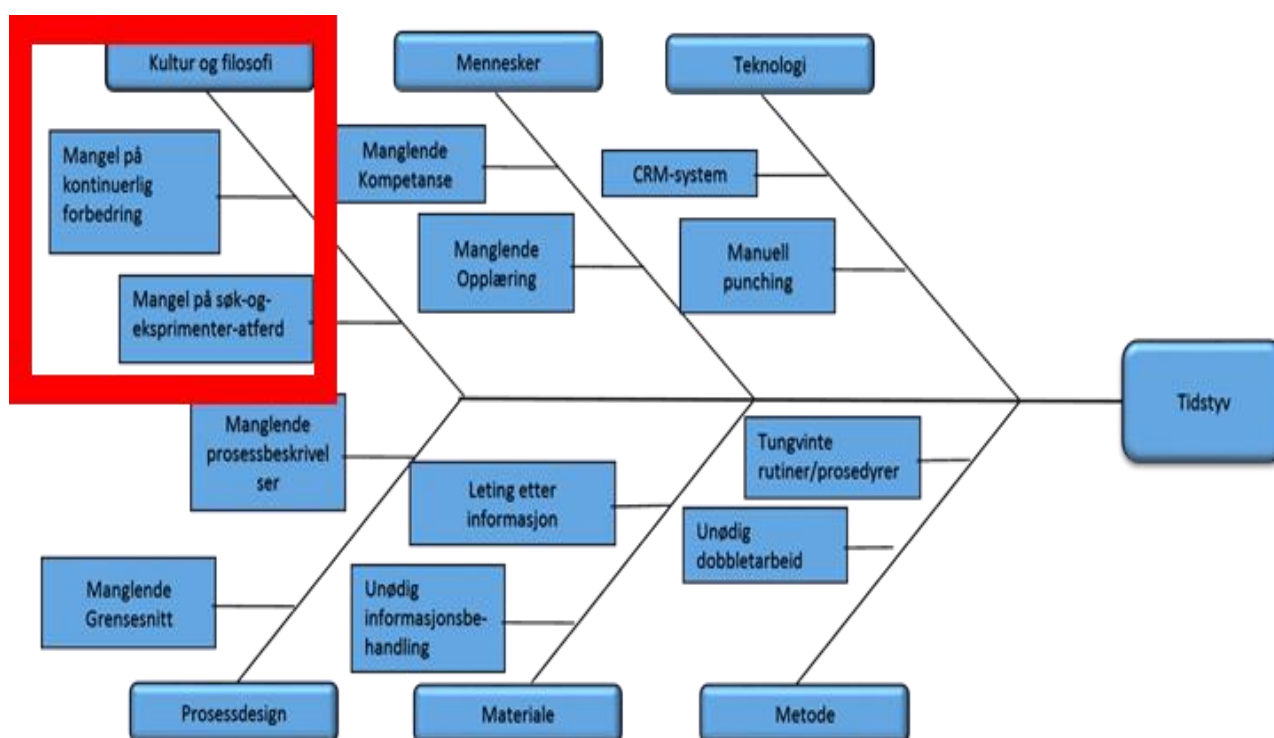 Kultur og filosofi
Mennesker
Teknologi
Mangel på
kontinuerlig
forbedring
Manglende
Kompetanse
CRM-system
Manglende
Opplæring
Manuell
punching
Mangel på søk-og-
eksprimenter-atferd
Tidstyv
Manglende
prosessbeskrivel
ser
Leting etter
informasjon
Tungvinte
rutiner/prosedyrer
Unødig
dobbletarbeid
Manglende
Grensesnitt
Unødig
informasjonsbe-
handling
Prosessdesign
Materiale
Metode